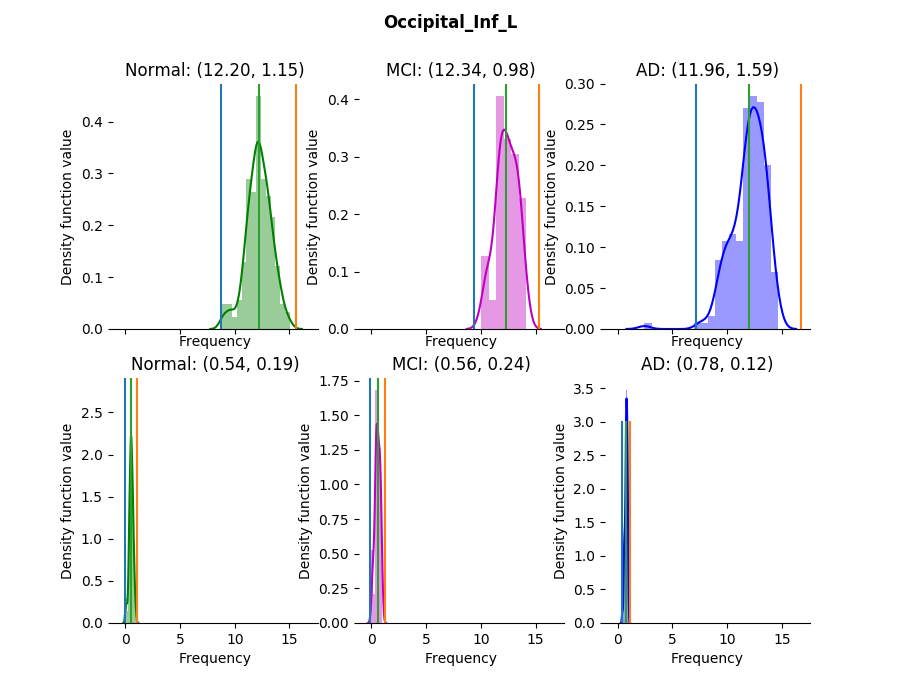 Occipital_Inf_L
Normal: (12.20, 1.15)
MCI: (12.34, 0.98)
AD: (11.96, 1.59)
Density function value
0.4
0.3
0.2
0.1
0.0
Frequency
Density function value
0.4
0.3
0.2
0.1
0.0
Frequency
Density function value
0.30
0.25
0.20
0.15
0.10
0.05
0.00
Frequency
Normal: (0.54, 0.19)
MCI: (0.56, 0.24)
AD: (0.78, 0.12)
Density function value
2.5
2.0
1.5
1.0
0.5
0.0
0 5 10 15
Frequency
Density function value
1.75
1.50
1.25
1.00
0.75
0.50
0.25
0.00
0 5 10 15
Frequency
Density function value
3.5
3.0
2.5
2.0
1.5
1.0
0.5
0.0
0 5 10 15
Frequency